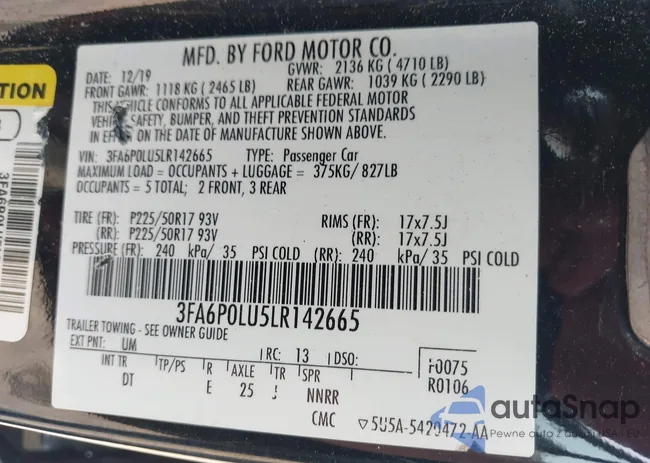 MFD. BY FORD MOTOR CO.
DATE: 12/19 GVWR: 2136 KG ( 4710 LB)
FRONT GAWR: 1118 KG ( 2465 LB) REAR GAWR: 1039 KG ( 2290 LB)
THIS VEHICLE CONFORMS TO ALL APPLICABLE FEDERAL MOTOR
VEHICLE SAFETY, BUMPER, AND THEFT PREVENTION STANDARDS
IN EFFECT ON THE DATE OF MANUFACTURE SHOWN ABOVE.
VIN: 3FA6P0LU5LR142665 TYPE: Passenger Car
MAXIMUM LOAD = OCCUPANTS + LUGGAGE = 375KG/ 827LB
OCCUPANTS = 5 TOTAL; 2 FRONT, 3 REAR
TIRE (FR): P225/50R17 93V RIMS (FR): 17x7.5J
(RR): P225/50R17 93V (RR): 17x7.5J
PRESSURE (FR): 240 kPa/ 35 PSI COLD (RR): 240 kPa/ 35 PSI COLD
3FA6P0LU5LR142665
TRAILER TOWING - SEE OWNER GUIDE
EXT PNT: UM RC: 13 DSO: F0075
INT TR TP/PS R AXLE TR SPR R0106
DT E 25 J NNRR
CMC ▽5U5A-5420472-AA
TION
autoSnap
Pewne auto z